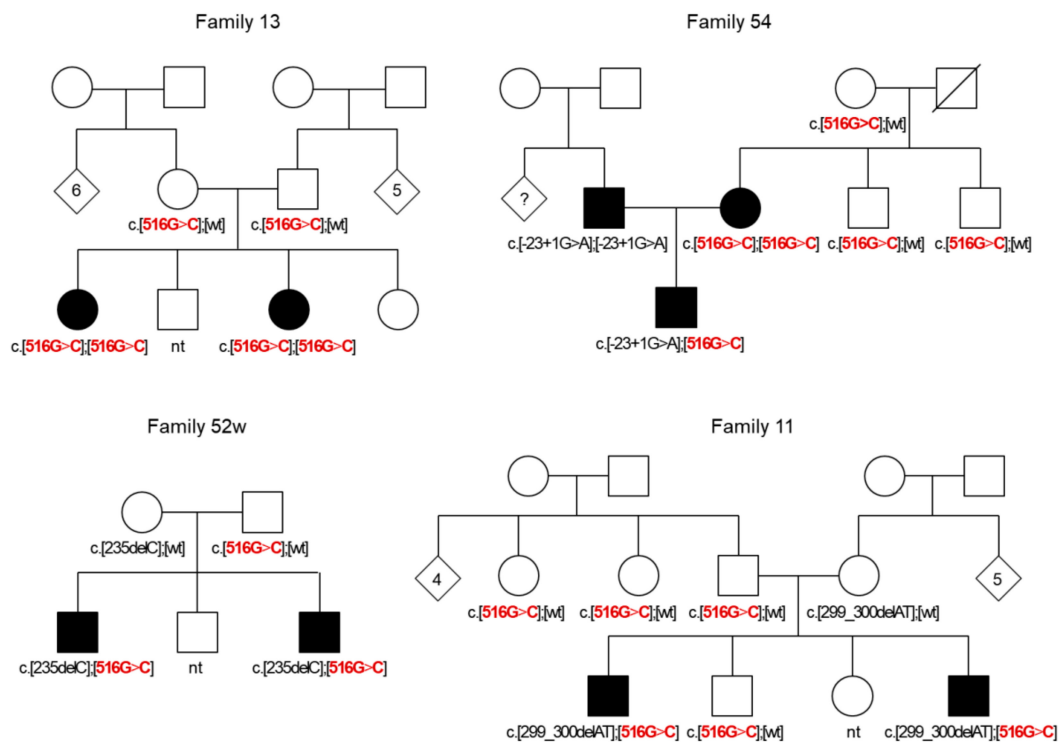 Family 13
6
5
c.[516G>C];[wt]
c.[516G>C];[wt]
c.[516G>C];[516G>C]
nt
c.[516G>C];[516G>C]
Family 54
c.[516G>C];[wt]
?
c.[-23+1G>A];[-23+1G>A]
c.[516G>C];[516G>C]
c.[516G>C];[wt]
c.[516G>C];[wt]
c.[-23+1G>A];[516G>C]
Family 52w
c.[235delC];[wt]
c.[516G>C];[wt]
c.[235delC];[516G>C]
nt
c.[235delC];[516G>C]
Family 11
4
5
c.[516G>C];[wt]
c.[516G>C];[wt]
c.[516G>C];[wt]
c.[299_300delAT];[wt]
c.[299_300delAT];[516G>C]
c.[516G>C];[wt]
nt
c.[299_300delAT];[516G>C]